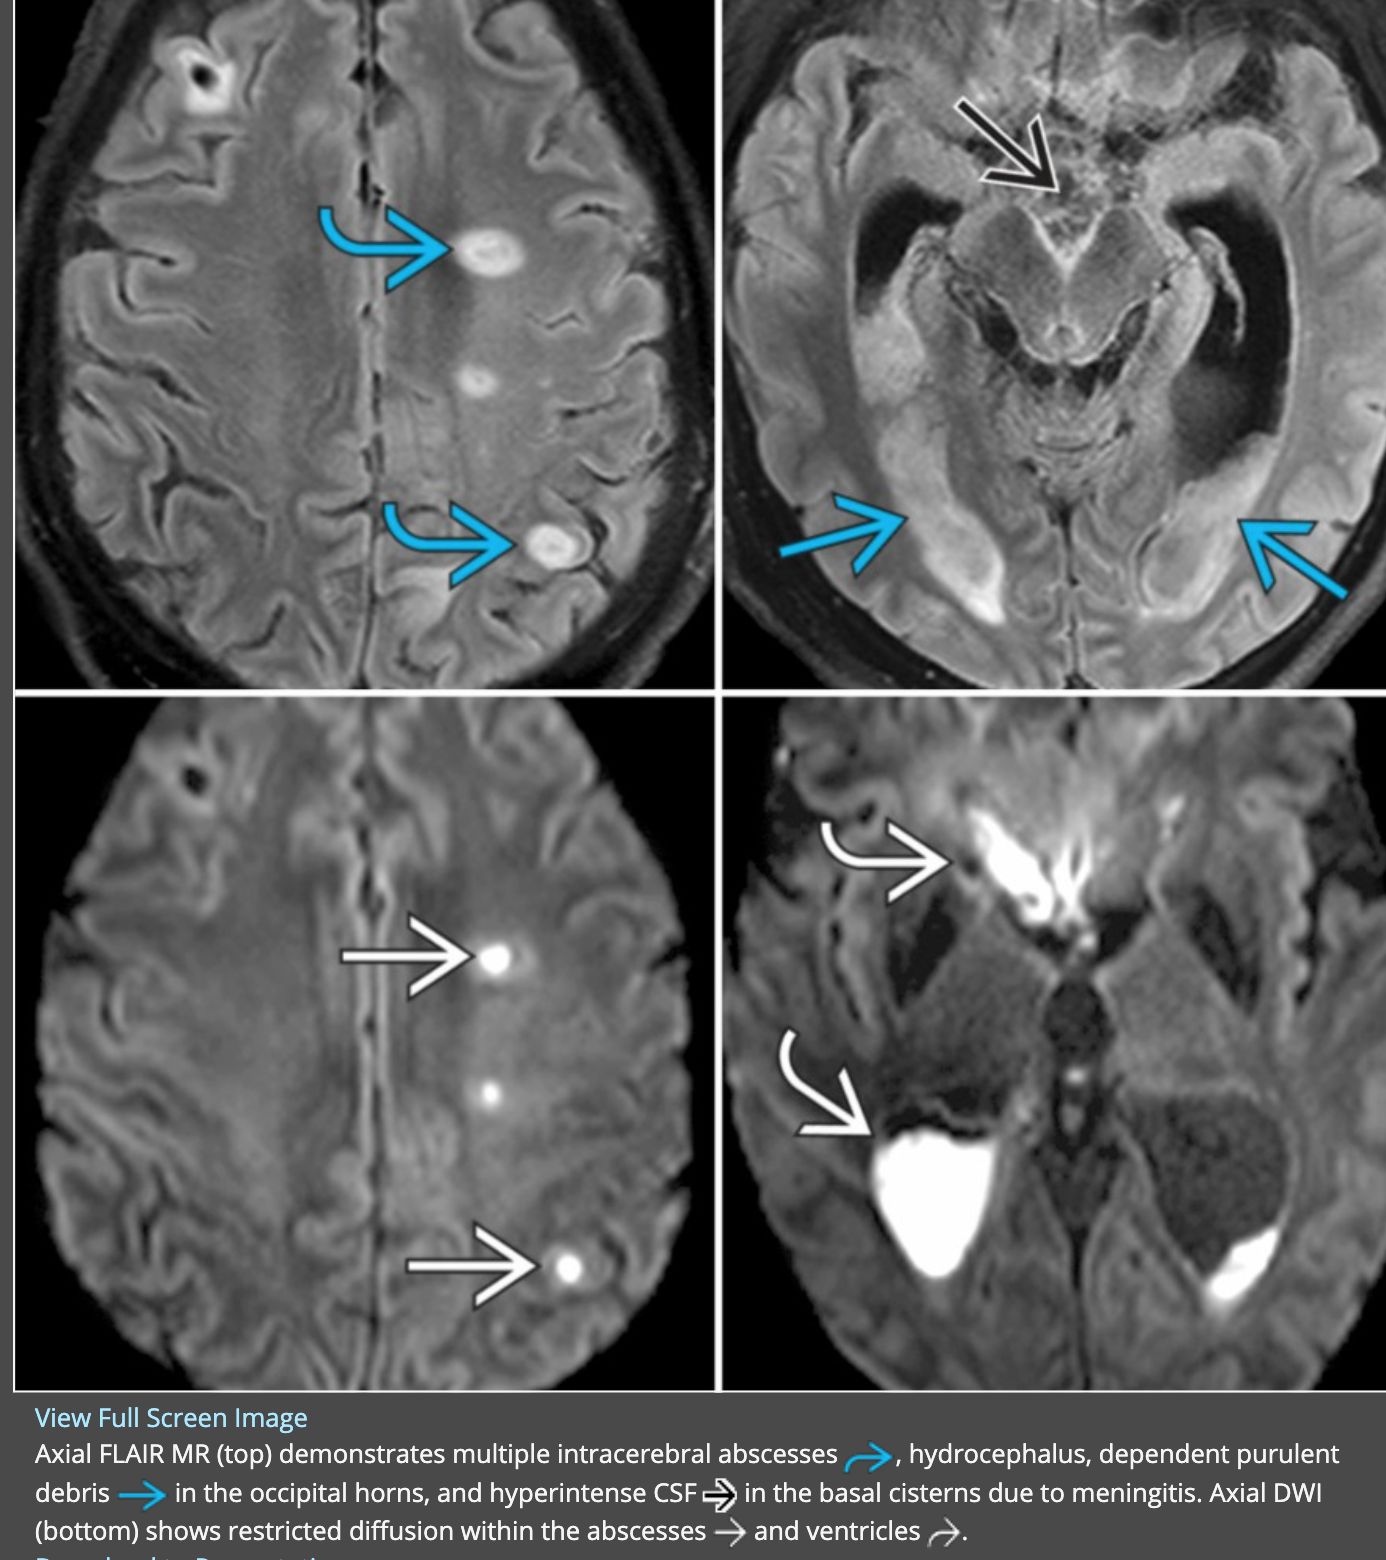 View Full Screen Image
Axial FLAIR MR (top) demonstrates multiple intracerebral abscesses , hydrocephalus, dependent purulent
debris in the occipital horns, and hyperintense CSF in the basal cisterns due to meningitis. Axial DWI
(bottom) shows restricted diffusion within the abscesses and ventricles .